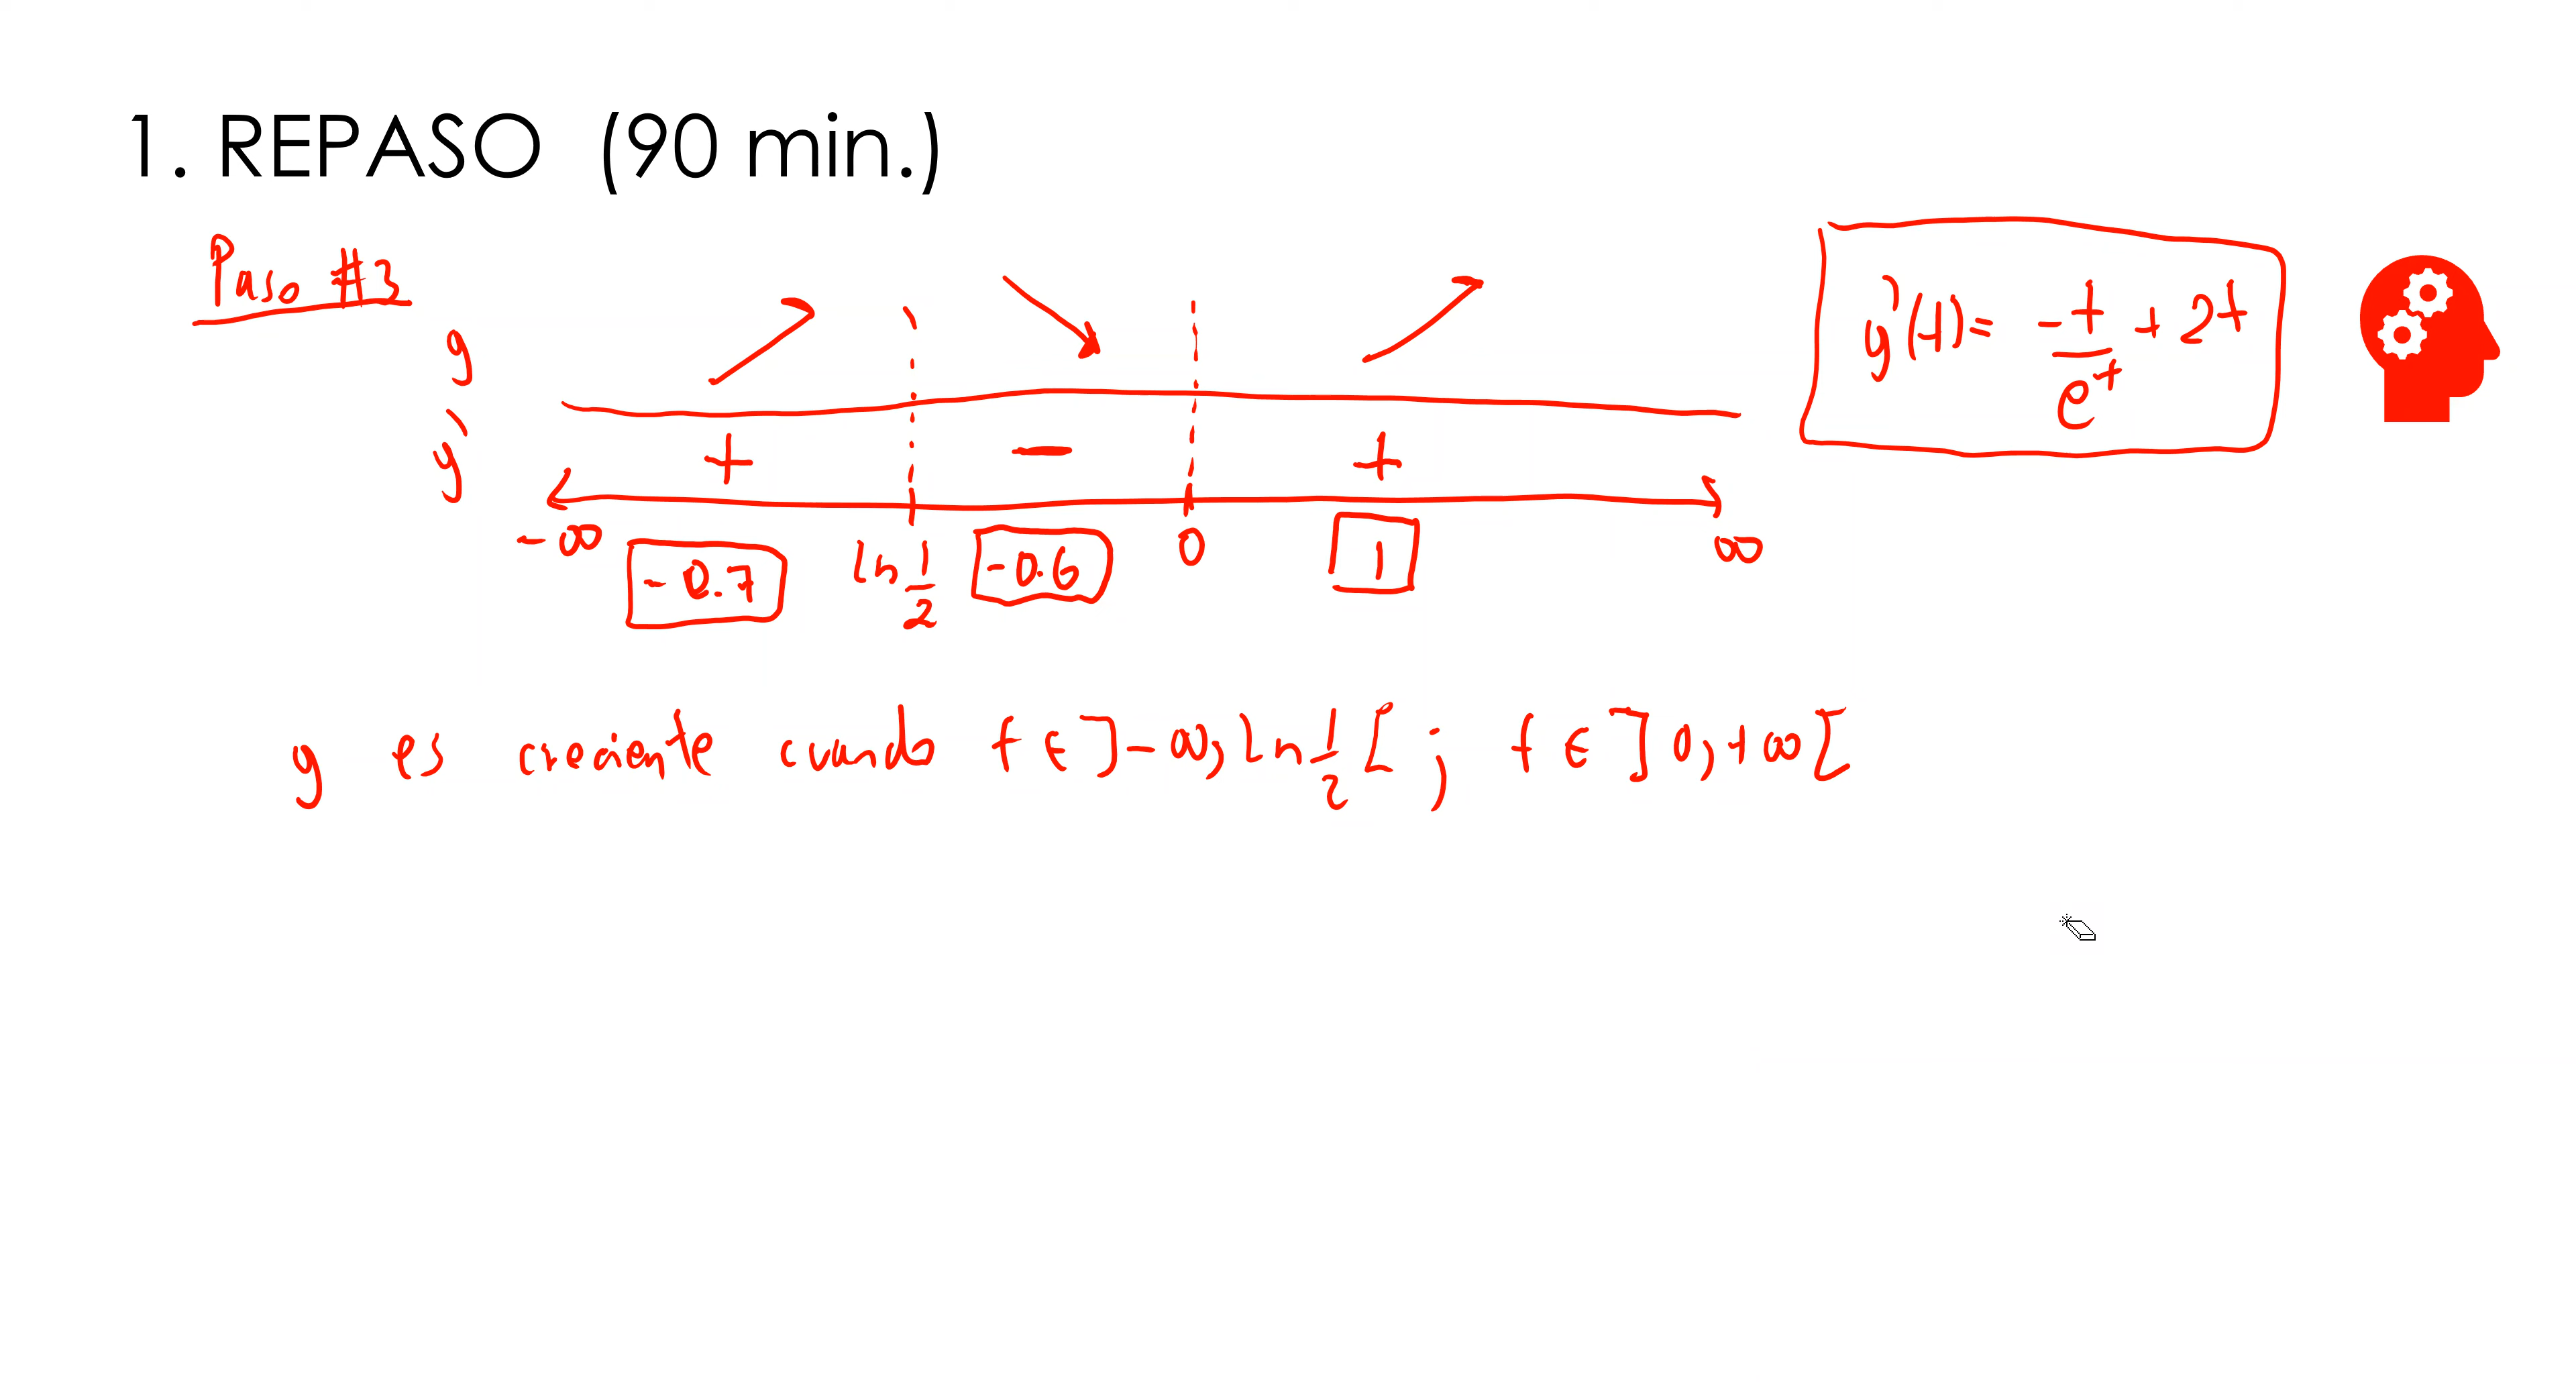 1. REPASO (90 min.)
Paso #3
g
g'
+ - +
-∞ -0.7 ln 1/2 -0.6 0 1 ∞
g'(t) = -t/e^t + 2t
g es creciente cuando t ∈ ]-∞, ln 1/2 [ ; t ∈ ] 0, +∞ [